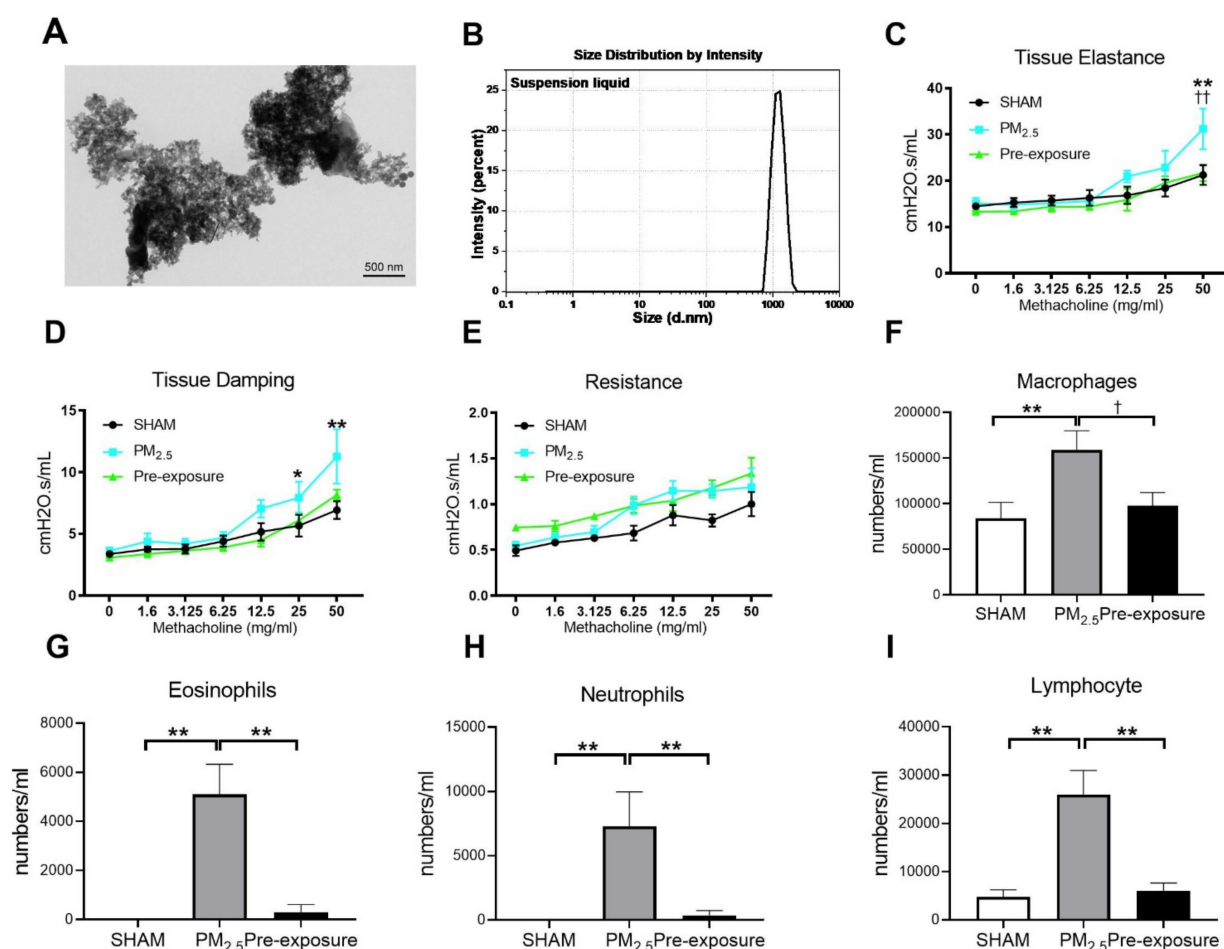 A
500 nm
B
Size Distribution by Intensity
Suspension liquid
Intensity (percent)
25
20
15
10
5
0
0.1 1 10 100 1000 10000
Size (d.nm)
C
Tissue Elastance
SHAM
PM2.5
Pre-exposure
**
††
cmH2O.s/mL
40
30
20
10
0
0 1.6 3.125 6.25 12.5 25 50
Methacholine (mg/ml)
D
Tissue Damping
SHAM
PM2.5
Pre-exposure
*
**
cmH2O.s/mL
15
10
5
0
0 1.6 3.125 6.25 12.5 25 50
Methacholine (mg/ml)
E
Resistance
SHAM
PM2.5
Pre-exposure
cmH2O.s/mL
2.0
1.5
1.0
0.5
0.0
0 1.6 3.125 6.25 12.5 25 50
Methacholine (mg/ml)
F
Macrophages
** †
numbers/ml
200000
150000
100000
50000
0
SHAM PM2.5 Pre-exposure
G
Eosinophils
** **
numbers/ml
8000
6000
4000
2000
0
SHAM PM2.5 Pre-exposure
H
Neutrophils
** **
numbers/ml
15000
10000
5000
0
SHAM PM2.5 Pre-exposure
I
Lymphocyte
** **
numbers/ml
40000
30000
20000
10000
0
SHAM PM2.5 Pre-exposure